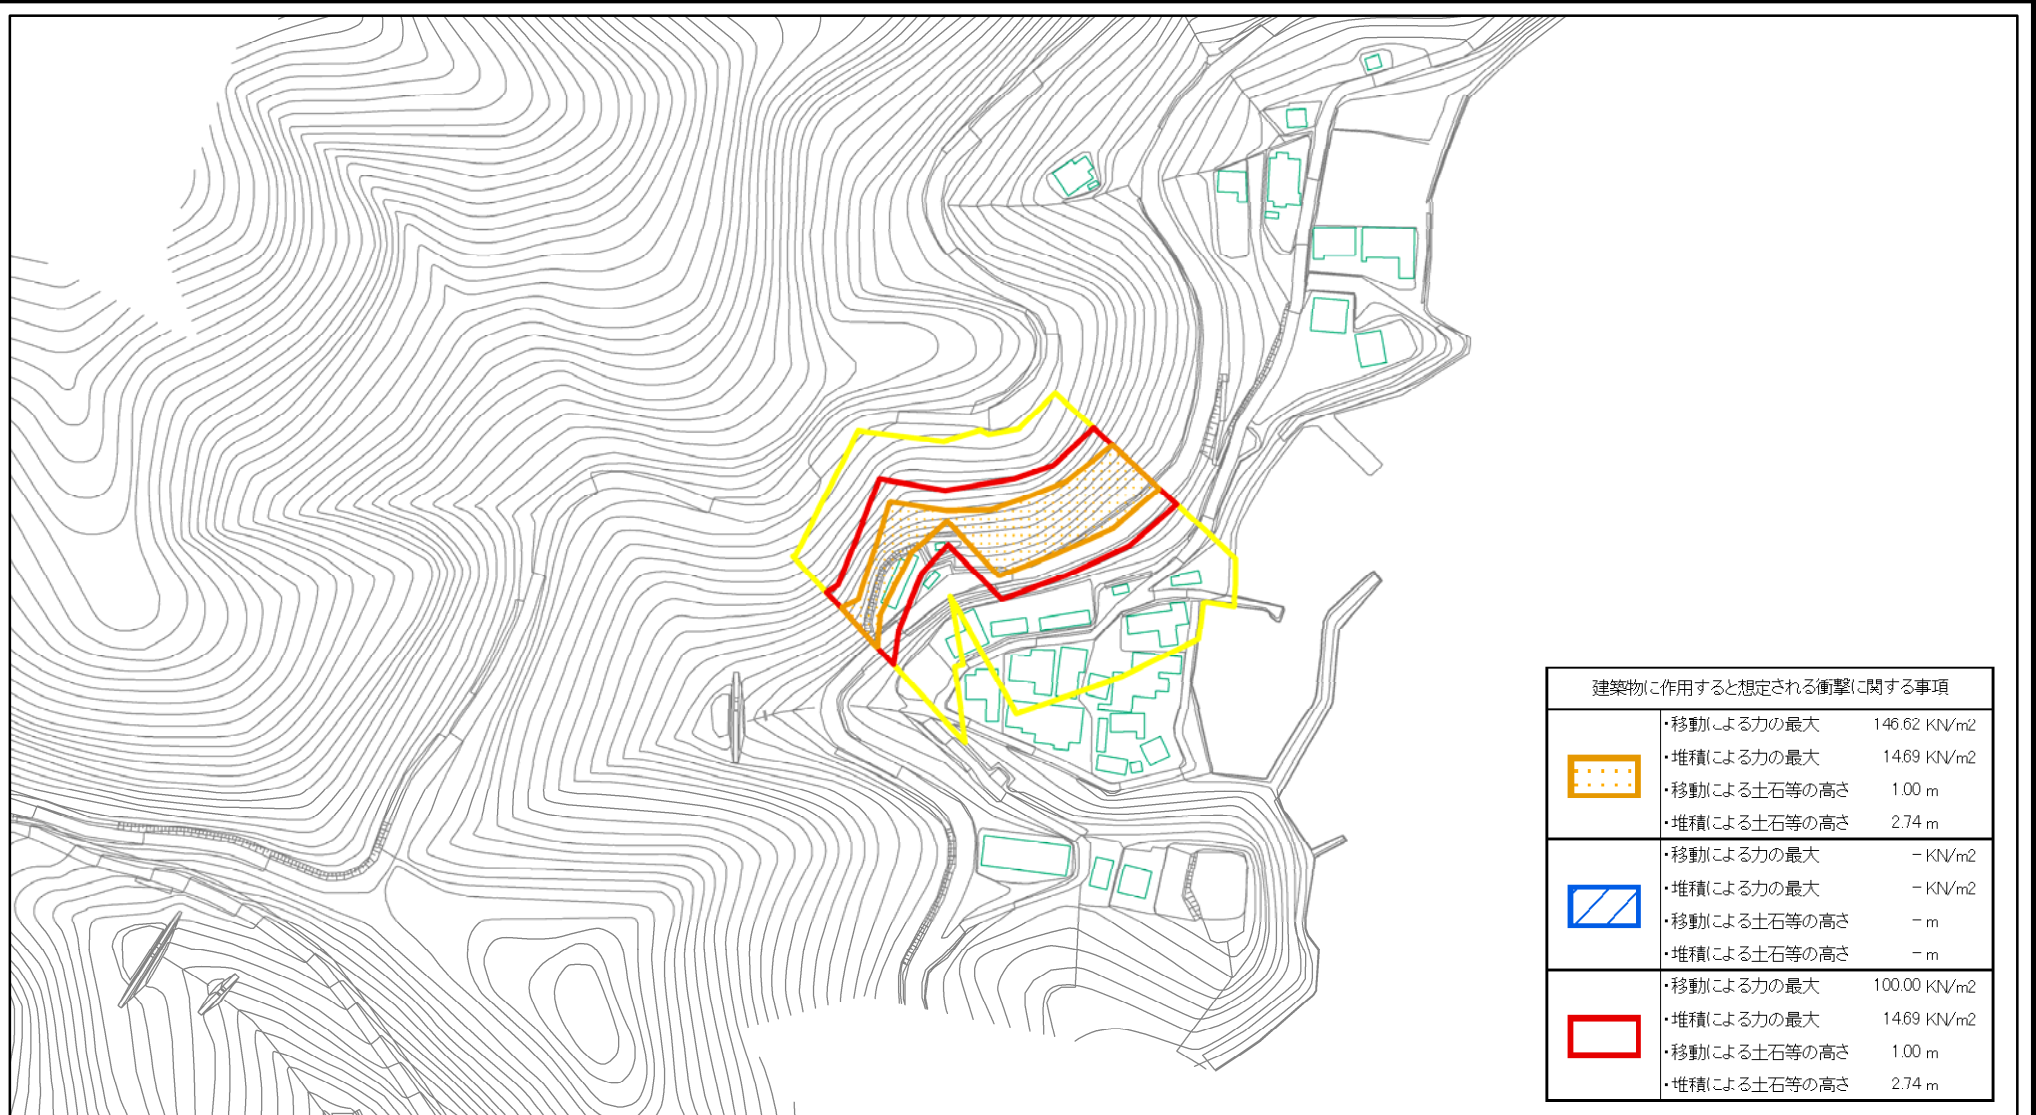 建築物に作用すると想定される衝撃に関する事項
・移動による力の最大 146.62 KN/m2
・堆積による力の最大 14.69 KN/m2
・移動による土石等の高さ 1.00 m
・堆積による土石等の高さ 2.74 m
・移動による力の最大 - KN/m2
・堆積による力の最大 - KN/m2
・移動による土石等の高さ - m
・堆積による土石等の高さ - m
・移動による力の最大 100.00 KN/m2
・堆積による力の最大 14.69 KN/m2
・移動による土石等の高さ 1.00 m
・堆積による土石等の高さ 2.74 m